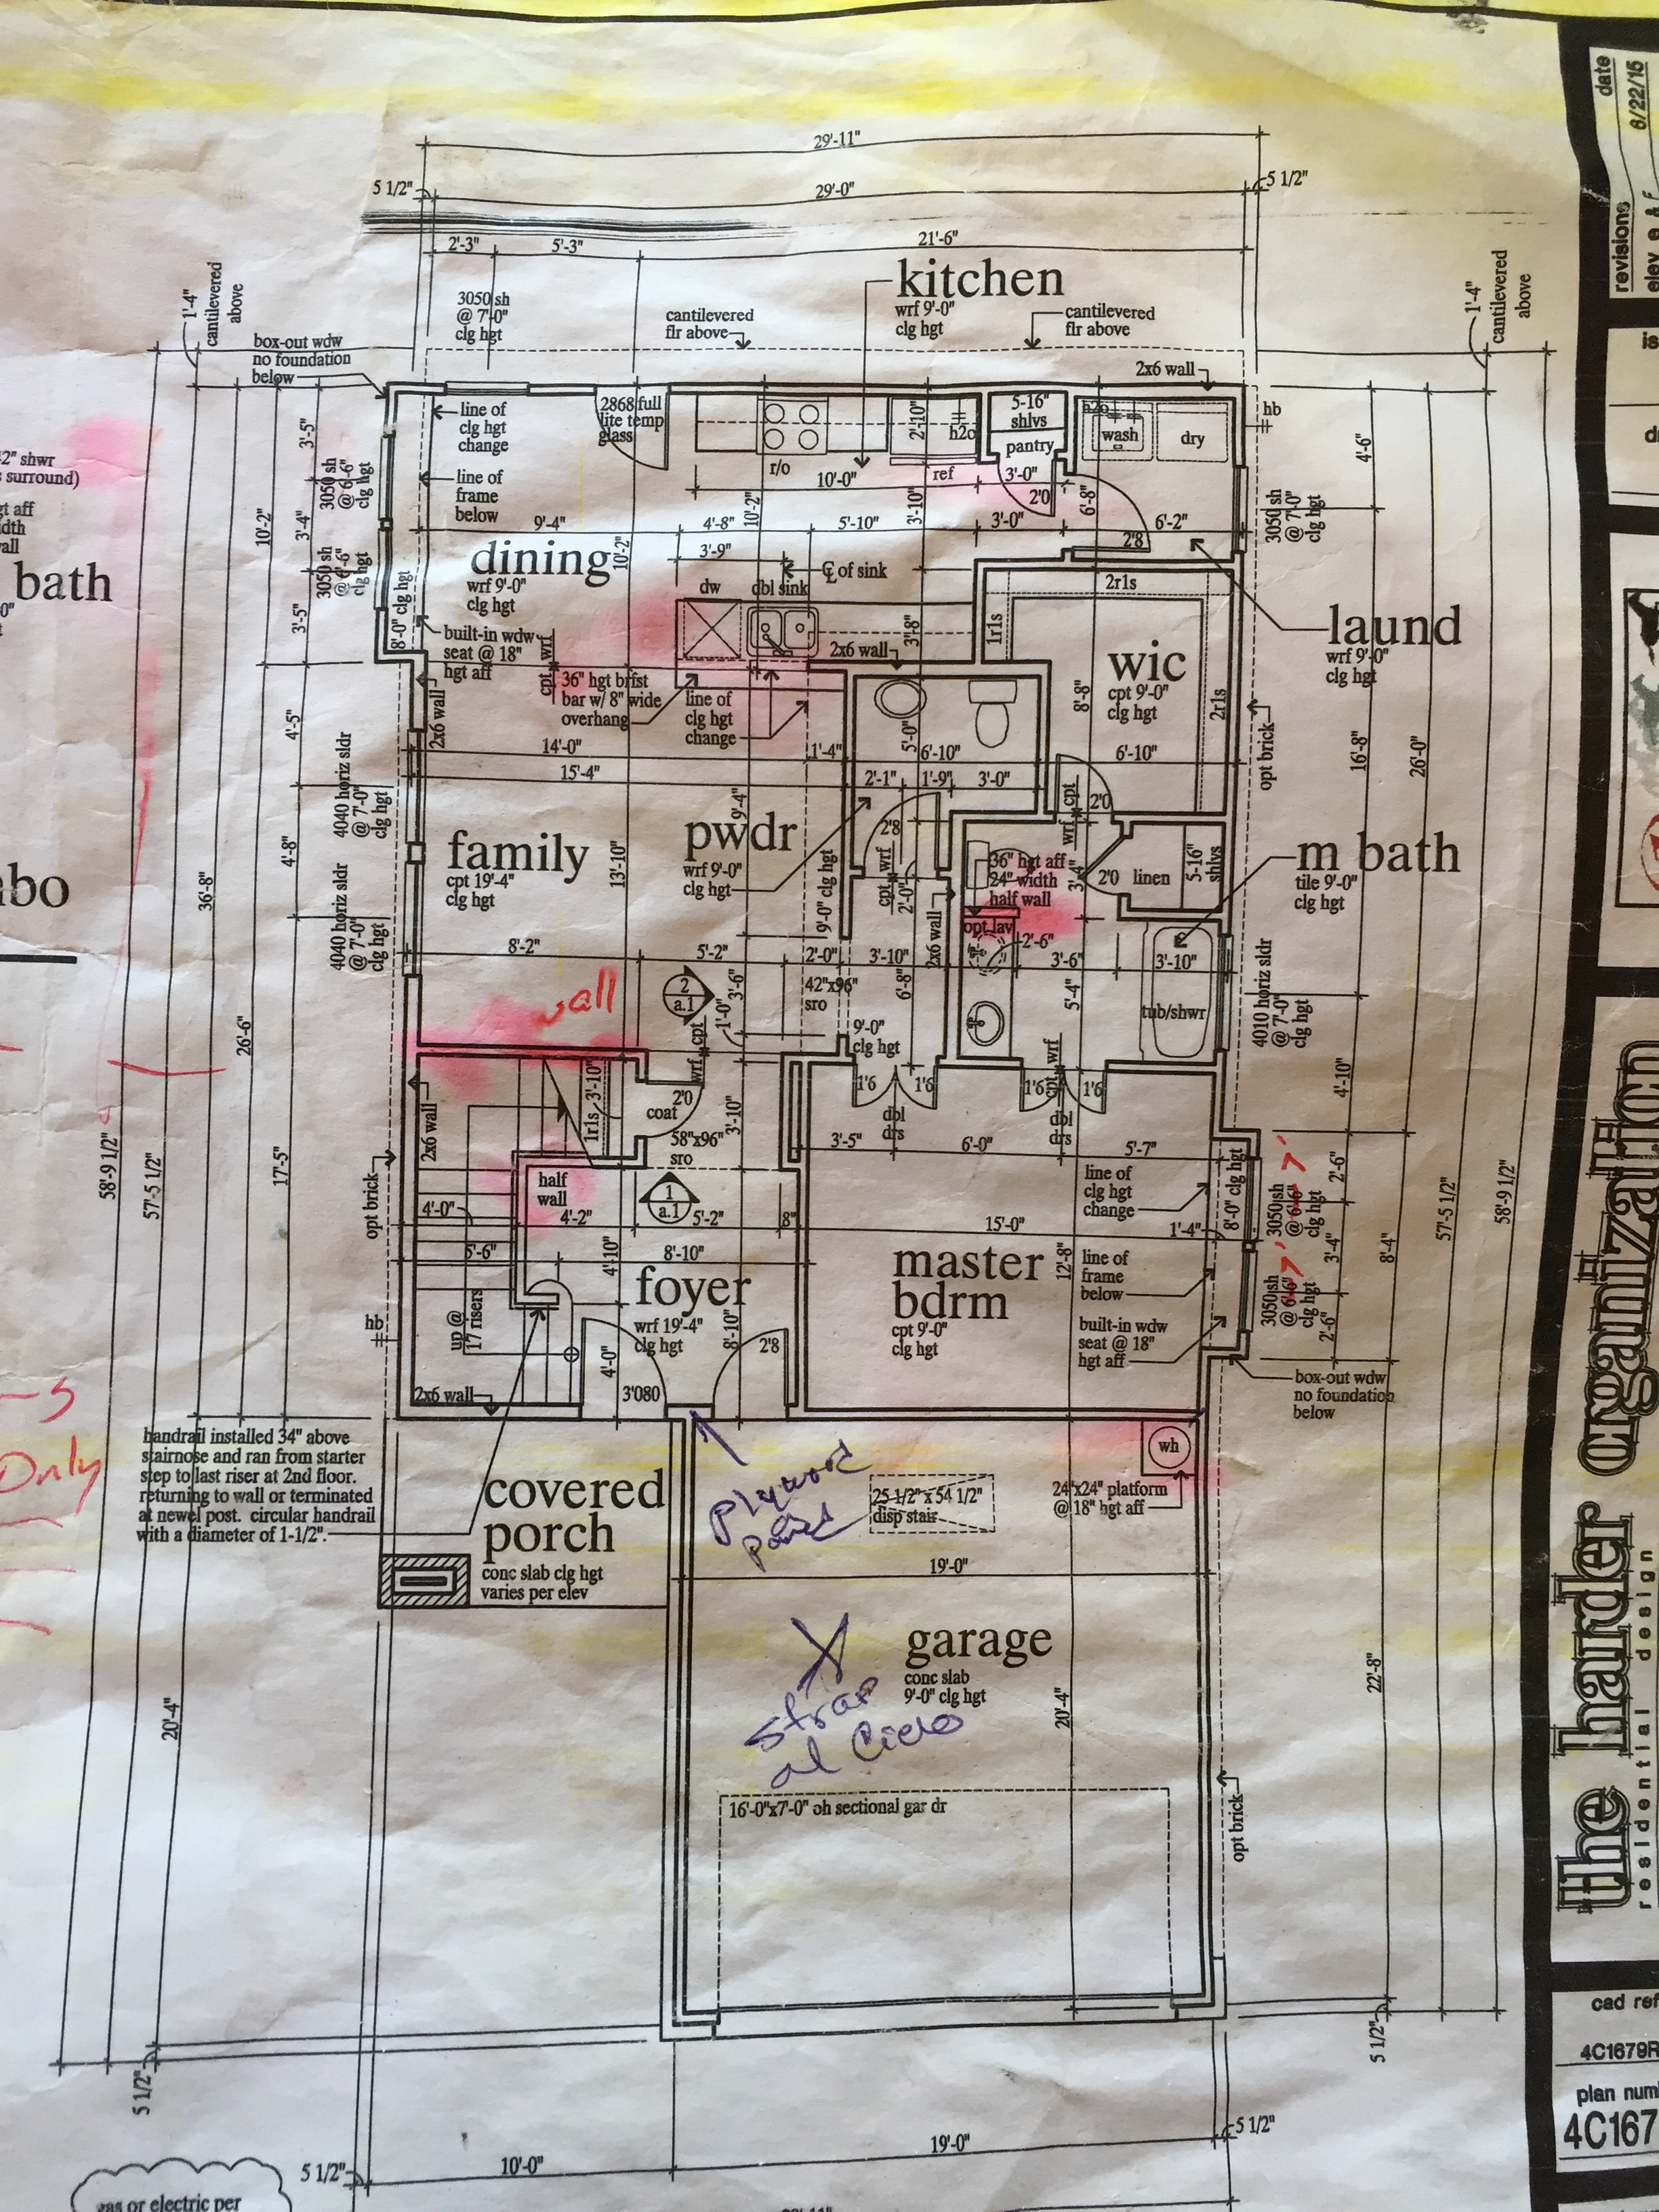 29'-11"
5 1/2"
29'-0"
5 1/2"
2'-3"
5'-3"
21'-6"
kitchen
wrf 9'-0"
clg hgt
1'-4"
cantilevered
above
3050 sh
@ 7'-0"
clg hgt
cantilevered
flr above
cantilevered
flr above
1'-4"
cantilevered
above
box-out wdw
no foundation
below
2x6 wall
line of
clg hgt
change
2868 full
lite temp
glass
2'-10"
h2o
5-16"
shlvs
pantry
h2o
wash
dry
hb
3'-5"
4'-6"
r/o
ref
10'-0"
3'-0"
2'0
6'-8"
line of
frame
below
3050 sh
@ 6'-6"
clg hgt
3'-4"
10'-2"
9'-4"
4'-8"
10'-2"
5'-10"
3'-10"
3'-0"
6'-2"
2'8
3050 sh
@ 7'-0"
clg hgt
dining
wrf 9'-0"
clg hgt
10'-2"
3'-9"
℄ of sink
dw
dbl sink
2r1s
3050 sh
@ 6'-6"
clg hgt
3'-5"
8'-0" clg hgt
built-in wdw
seat @ 18"
hgt aff
cpt
wrf
3'-8"
2x6 wall
1r1s
laund
wrf 9'-0"
clg hgt
wic
cpt 9'-0"
clg hgt
8'-8"
2r1s
36" hgt brfst
bar w/ 8" wide
overhang
line of
clg hgt
change
2x6 wall
4'-5"
14'-0"
1'-4"
5'-0"
6'-10"
6'-10"
opt brick
16'-8"
26'-0"
15'-4"
2'-1"
1'-9"
3'-0"
cpt
wrf
2'0
4040 horiz sldr
@ 7'-0"
clg hgt
4'-8"
9'-4"
family
cpt 19'-4"
clg hgt
13'-10"
pwdr
wrf 9'-0"
clg hgt
2'8
wrf
cpt
2'-0"
9'-0" clg hgt
36" hgt aff
24" width
half wall
3'-4"
2'0
linen
5-16"
shlvs
m bath
tile 9'-0"
clg hgt
36'-8"
4040 horiz sldr
@ 7'-0"
clg hgt
opt lav
2'-6"
2x6 wall
8'-2"
5'-2"
2'-0"
3'-10"
3'-6"
3'-10"
all
2
a.1
3'-6"
1'-0"
42"x96"
sro
6'-8"
5'-4"
tub/shwr
4010 horiz sldr
@ 7'-0"
clg hgt
26'-6"
cpt
wrf
9'-0"
clg hgt
wrf
cpt
1'6
1'6
1'6
1'6
dbl
drs
dbl
drs
4'-10"
2x6 wall
1r1s
3'-10"
coat
2'0
58"x96"
sro
3'-10"
3'-5"
6'-0"
5'-7"
58'-9 1/2"
57'-5 1/2"
17'-5"
opt brick
half
wall
1
a.1
4'-0"
4'-2"
5'-2"
8"
15'-0"
1'-4"
line of
clg hgt
change
8'-0" clg hgt
3050 sh
@ 6'-6"
clg hgt
7'
2'-6"
3'-4"
8'-4"
57'-5 1/2"
58'-9 1/2"
5'-6"
8'-10"
4'-10"
foyer
wrf 19'-4"
clg hgt
8'-10"
master
bdrm
cpt 9'-0"
clg hgt
12'-8"
line of
frame
below
built-in wdw
seat @ 18"
hgt aff
3050 sh
@ 6'-6"
clg hgt
7'
2'-6"
hb
up @
17 risers
4'-0"
2'8
3'080
2x6 wall
box-out wdw
no foundation
below
handrail installed 34" above
stairnose and ran from starter
step to last riser at 2nd floor.
returning to wall or terminated
at newel post. circular handrail
with a diameter of 1-1/2".
covered
porch
conc slab clg hgt
varies per elev
Plywood
25 1/2" x 54 1/2"
disp stair
wh
24"x24" platform
@ 18" hgt aff
19'-0"
garage
conc slab
9'-0" clg hgt
Strap
al Cielo
20'-4"
20'-4"
22'-8"
opt brick
16'-0"x7'-0" oh sectional gar dr
5 1/2"
5 1/2"
5 1/2"
10'-0"
19'-0"
5 1/2"
gas or electric per
shwr
surround)
bath
Only
date
6/22/15
revisions
the harder organization
residential design
cad ref
4C1679R
plan num
4C167